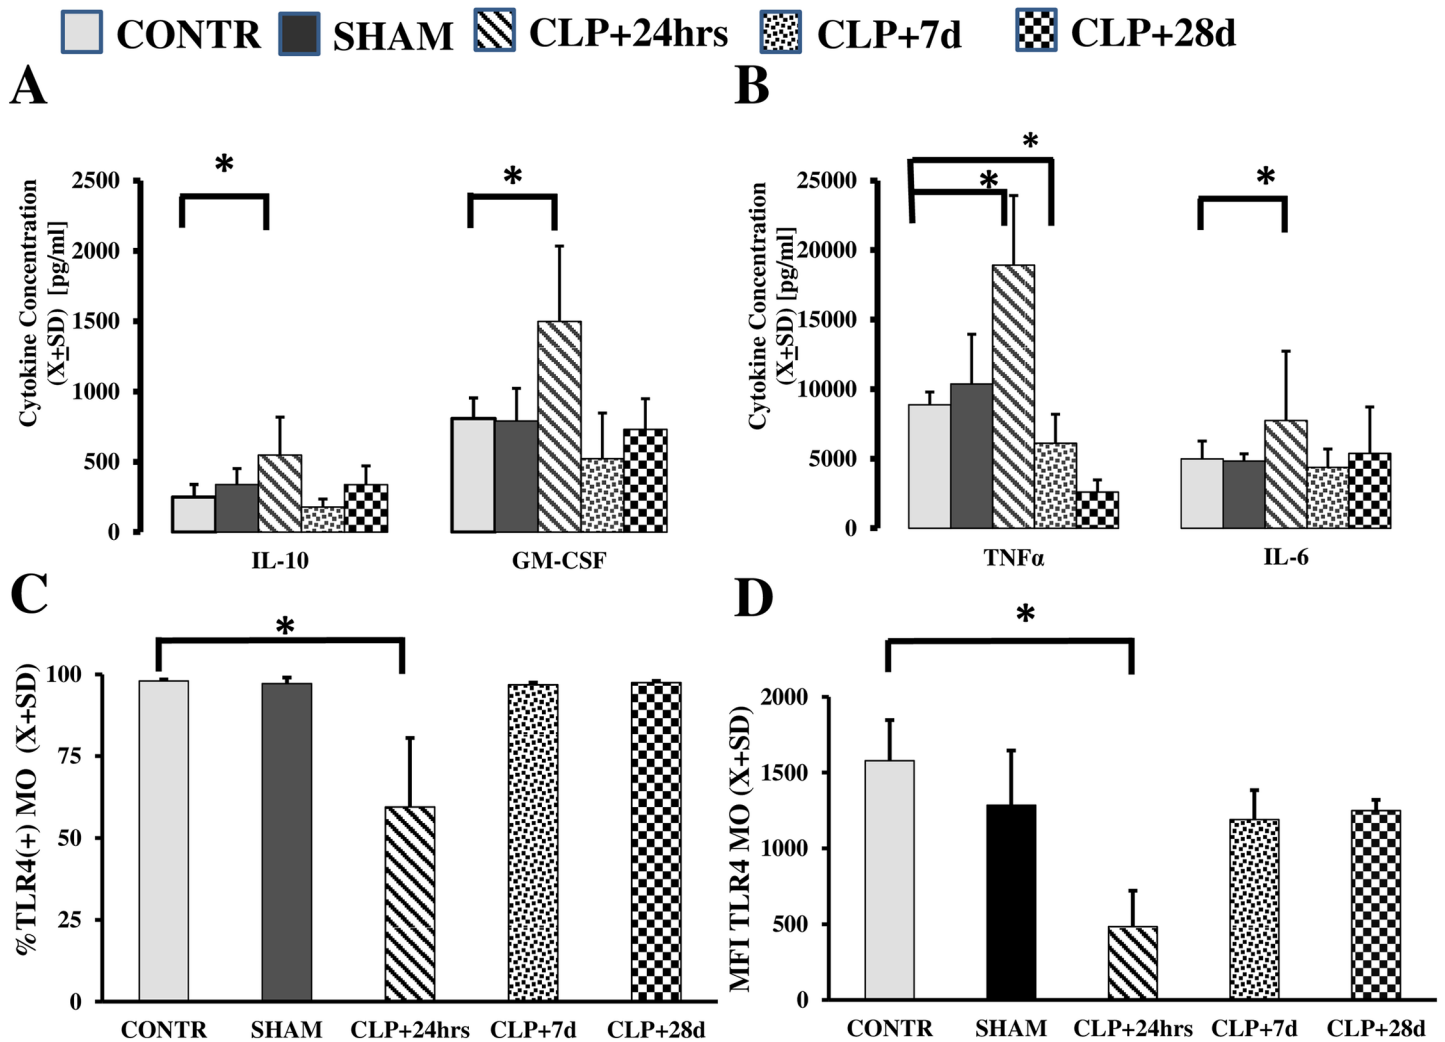 CONTR SHAM CLP+24hrs CLP+7d CLP+28d
A
Cytokine Concentration
(X±SD) [pg/ml]
2500
2000
1500
1000
500
0
* *
IL-10 GM-CSF
B
Cytokine Concentration
(X±SD) [pg/ml]
25000
20000
15000
10000
5000
0
*
* *
TNFα IL-6
C
%TLR4(+) MO (X+SD)
100
75
50
25
0
*
CONTR SHAM CLP+24hrs CLP+7d CLP+28d
D
MFI TLR4 MO (X+SD)
2000
1500
1000
500
0
*
CONTR SHAM CLP+24hrs CLP+7d CLP+28d